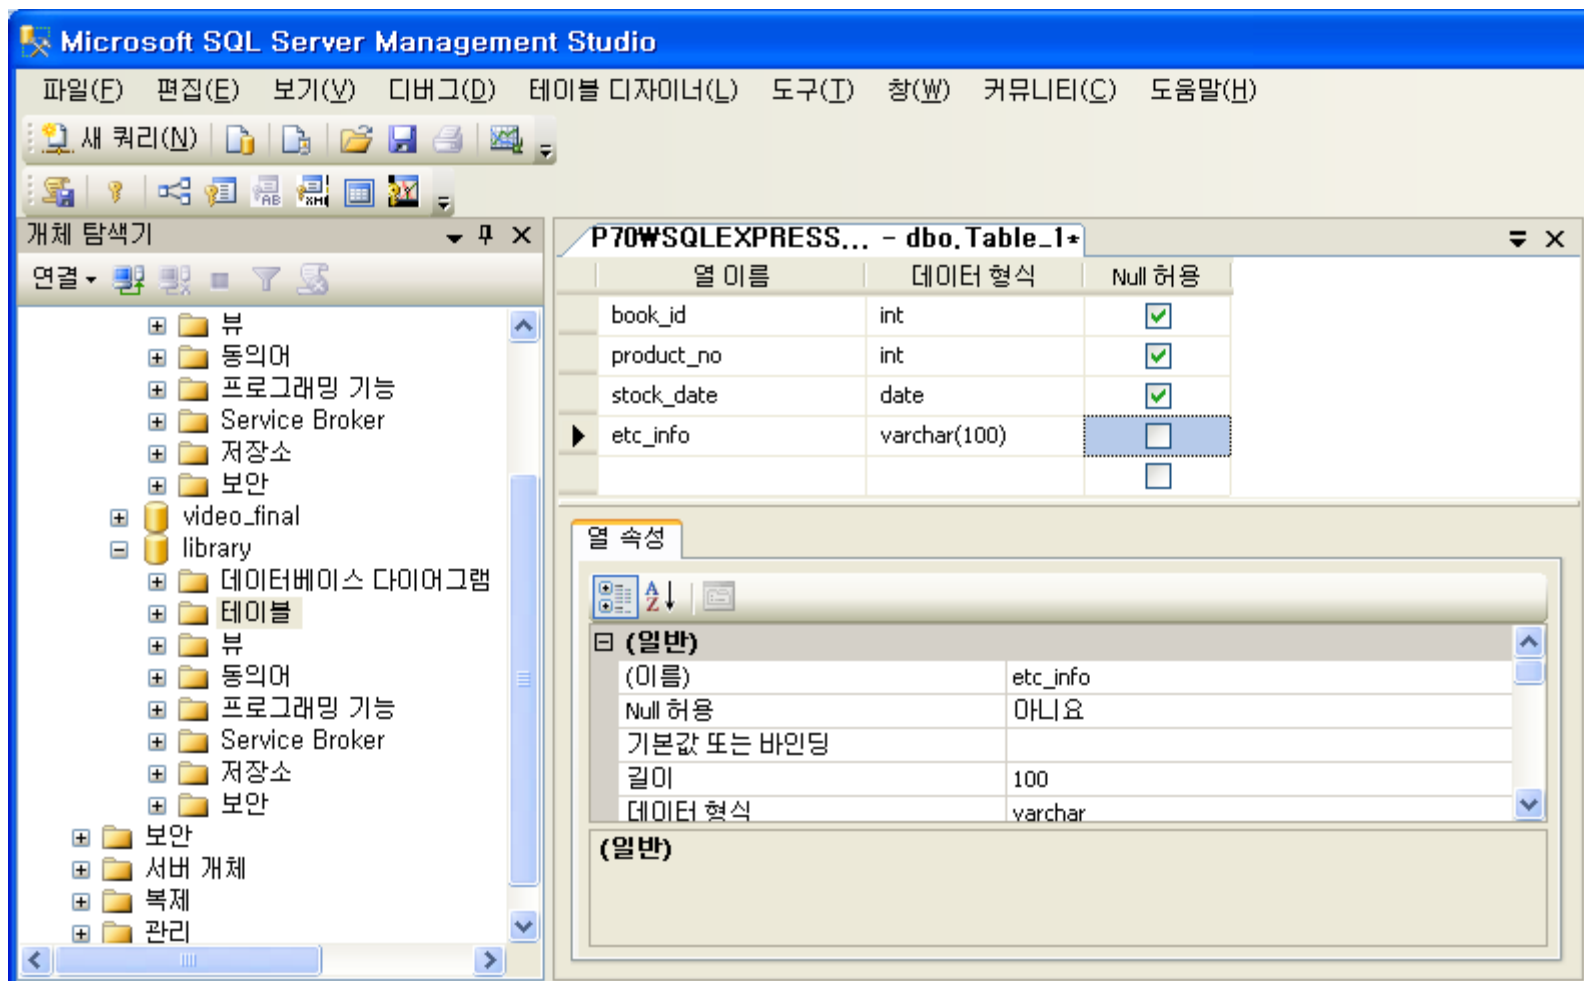 Microsoft SQL Server Management Studio
파일(F) 편집(E) 보기(V) 디버그(D) 테이블 디자이너(L) 도구(T) 창(W) 커뮤니티(C) 도움말(H)
새 쿼리(N)
개체 탐색기
연결
뷰
동의어
프로그래밍 기능
Service Broker
저장소
보안
video_final
library
데이터베이스 다이어그램
테이블
뷰
동의어
프로그래밍 기능
Service Broker
저장소
보안
보안
서버 개체
복제
관리
P70₩SQLEXPRESS... - dbo.Table_1*
열 이름 데이터 형식 Null 허용
book_id int
product_no int
stock_date date
etc_info varchar(100)
열 속성
(일반)
(이름) etc_info
Null 허용 아니요
기본값 또는 바인딩
길이 100
데이터 형식 varchar
(일반)